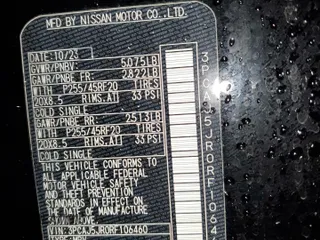 MFD BY NISSAN MOTOR CO.,LTD.
DATE: 10/23
GVWR/PNBV: 5075LB
GAWR/PNBE FR: 2822LB
WITH P255/45RF20 TIRES
20X8.5 RIMS,AT 33 PSI
COLD SINGLE
GAWR/PNBE RR: 2513LB
WITH P255/45RF20 TIRES
20X8.5 RIMS,AT 33 PSI
COLD SINGLE
THIS VEHICLE CONFORMS TO
ALL APPLICABLE FEDERAL
MOTOR VEHICLE SAFETY
AND THEFT PREVENTION
STANDARDS IN EFFECT ON
THE DATE OF MANUFACTURE
SHOWN ABOVE.